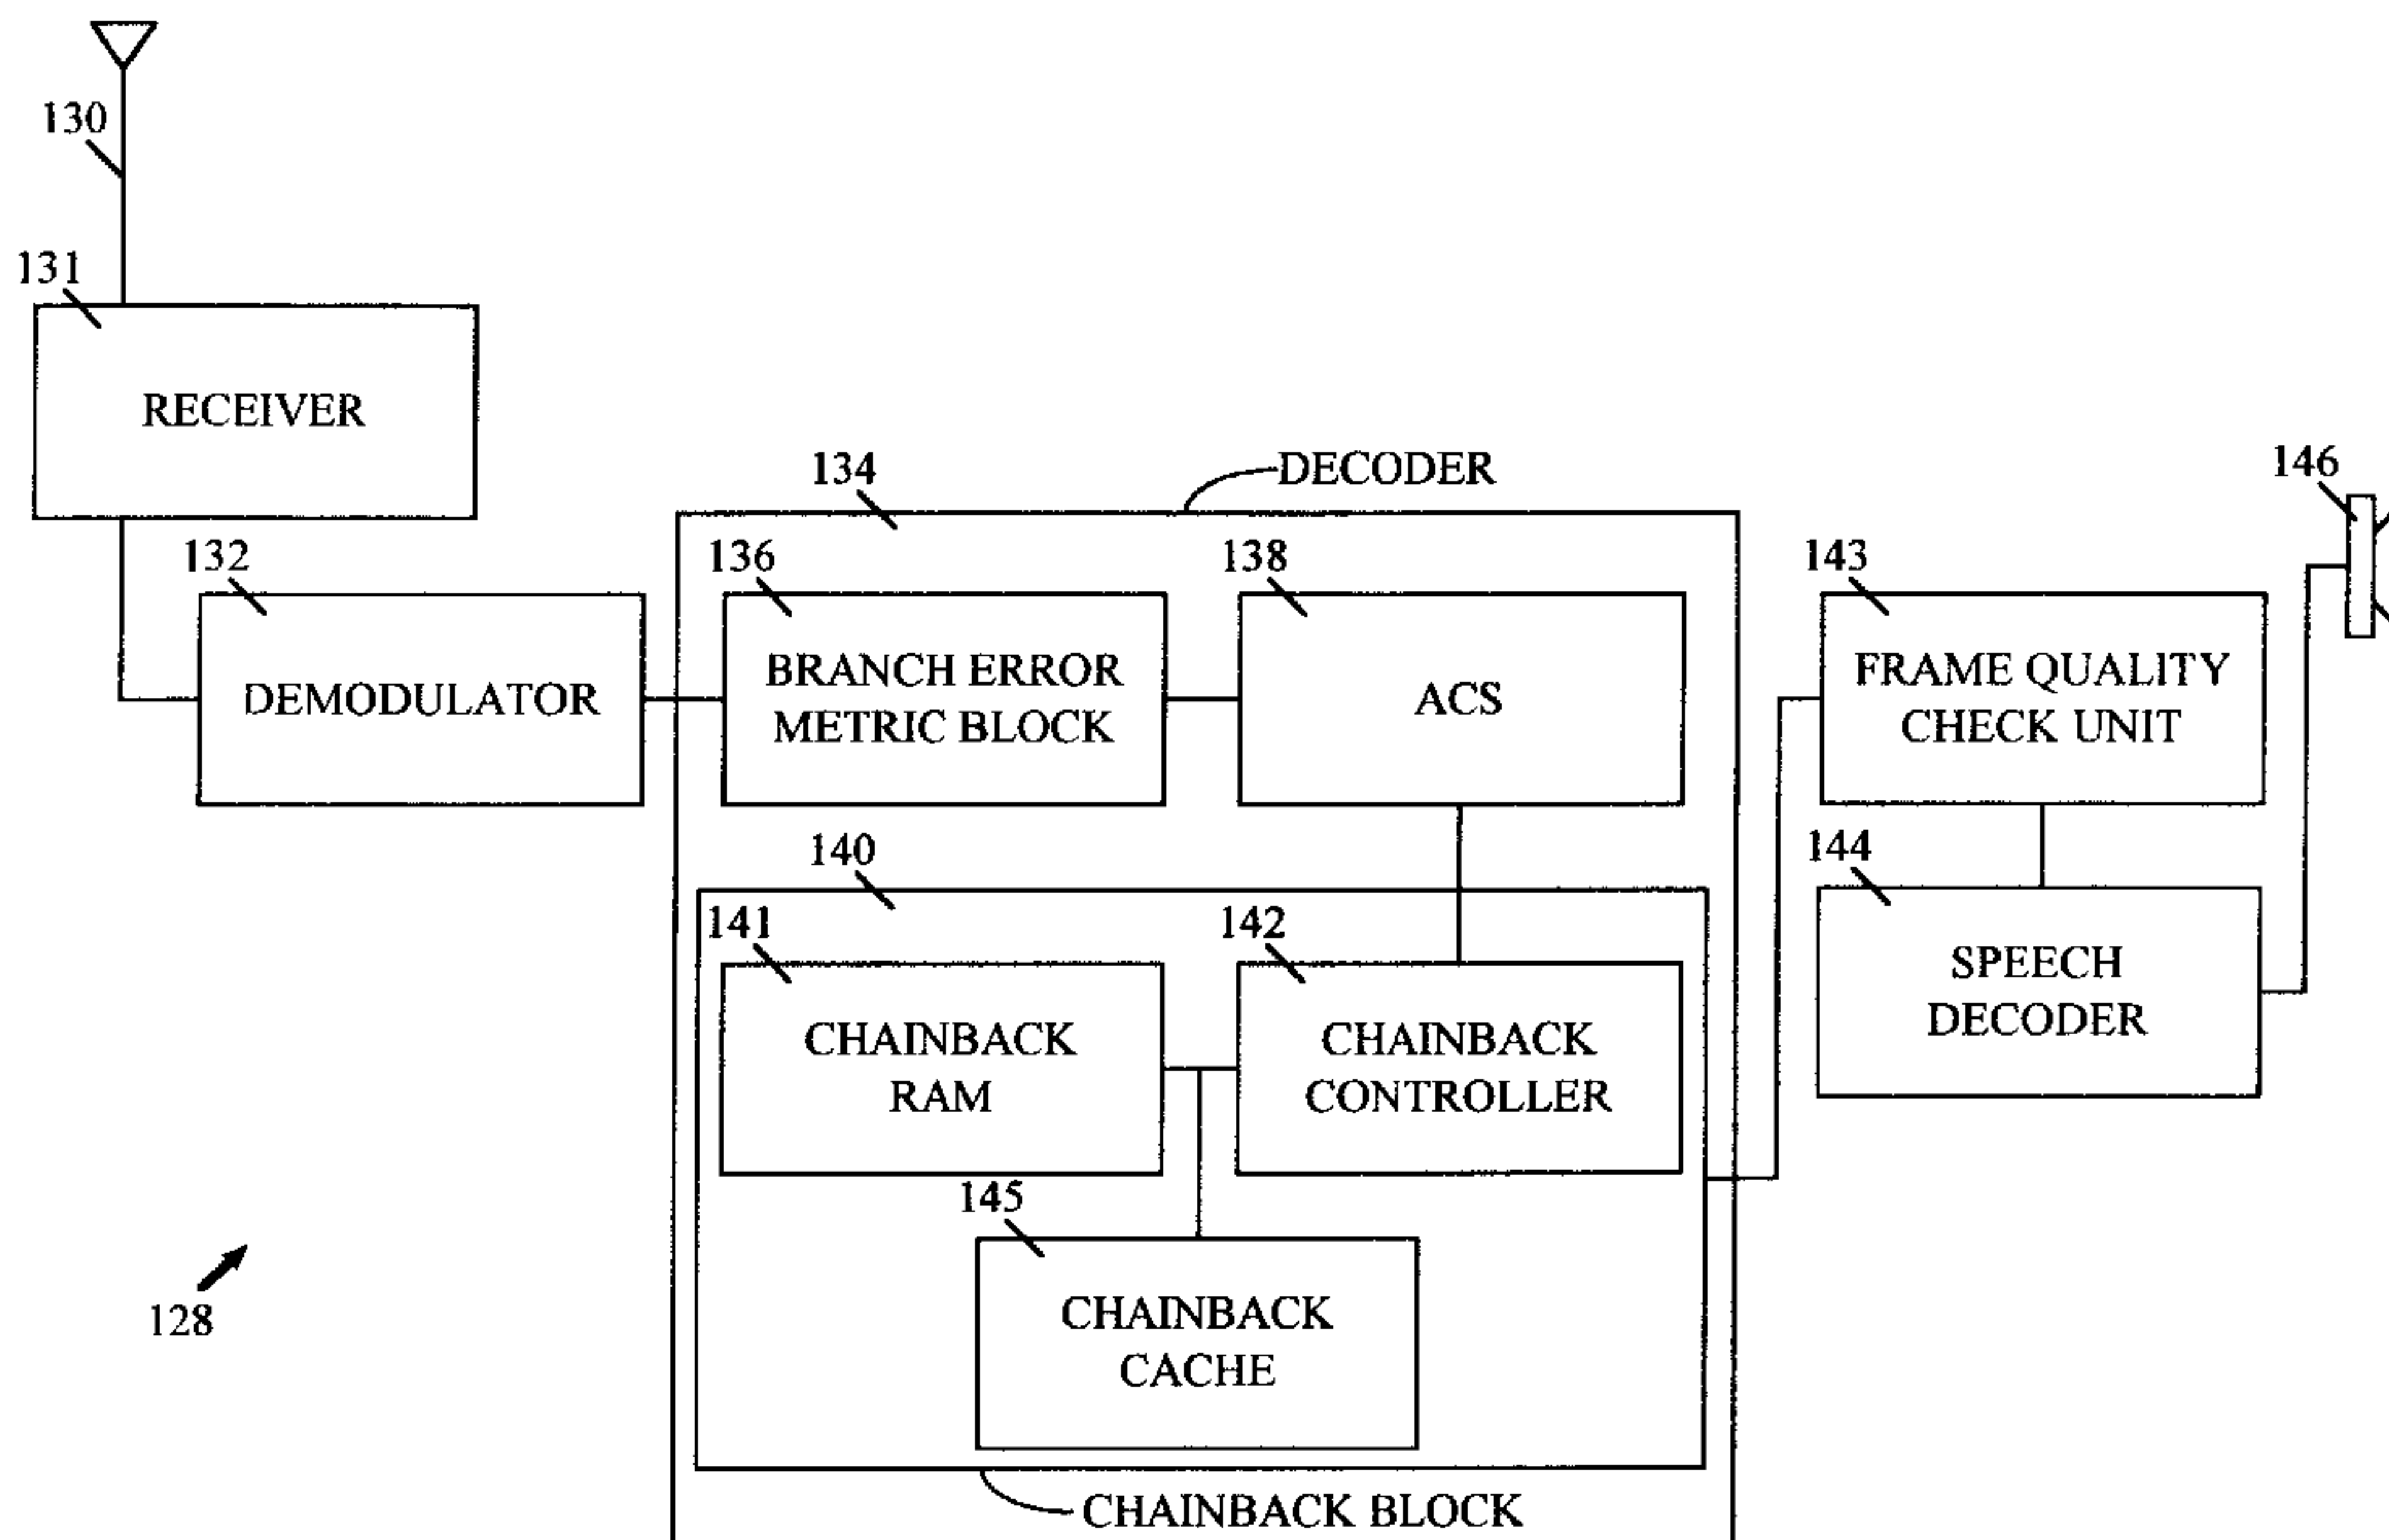 130
131
RECEIVER
132
DEMODULATOR
134
DECODER
136
BRANCH ERROR
METRIC BLOCK
138
ACS
140
141
CHAINBACK
RAM
142
CHAINBACK
CONTROLLER
145
CHAINBACK
CACHE
CHAINBACK BLOCK
143
FRAME QUALITY
CHECK UNIT
144
SPEECH
DECODER
146
128